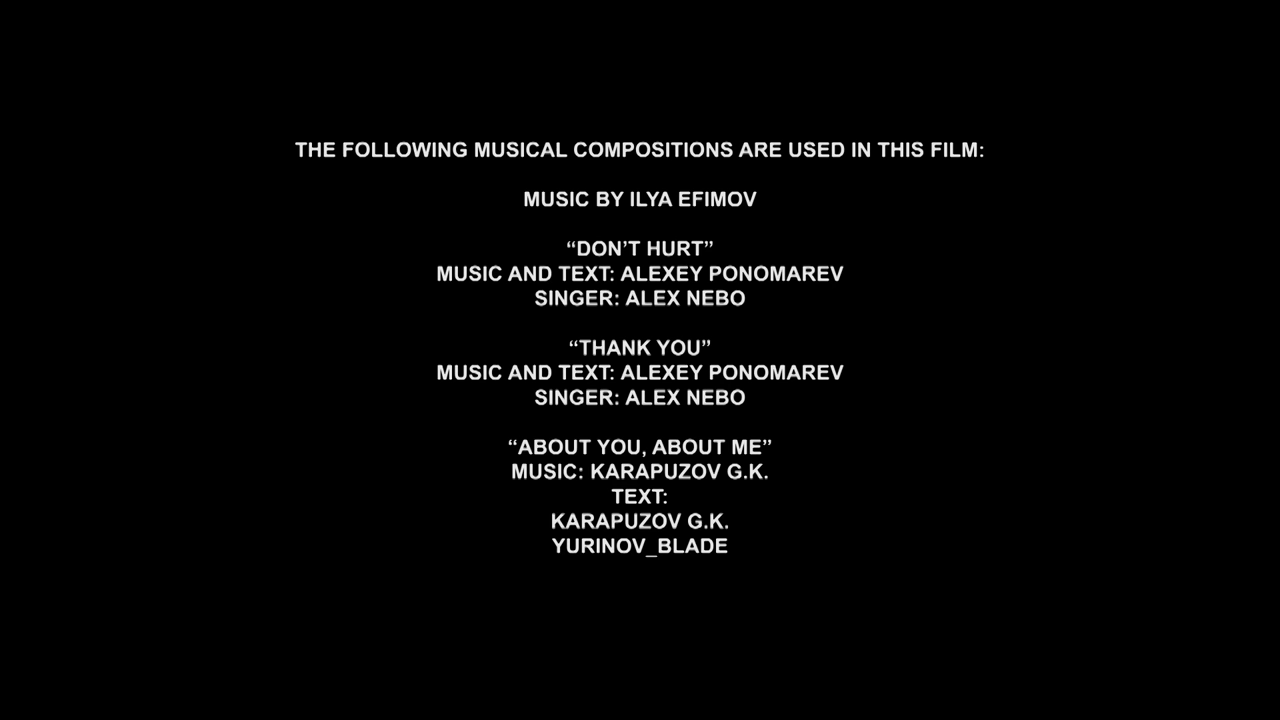 THE FOLLOWING MUSICAL COMPOSITIONS ARE USED IN THIS FILM:
MUSIC BY ILYA EFIMOV
“DON’T HURT”
MUSIC AND TEXT: ALEXEY PONOMAREV
SINGER: ALEX NEBO
“THANK YOU”
MUSIC AND TEXT: ALEXEY PONOMAREV
SINGER: ALEX NEBO
“ABOUT YOU, ABOUT ME”
MUSIC: KARAPUZOV G.K.
TEXT:
KARAPUZOV G.K.
YURINOV_BLADE